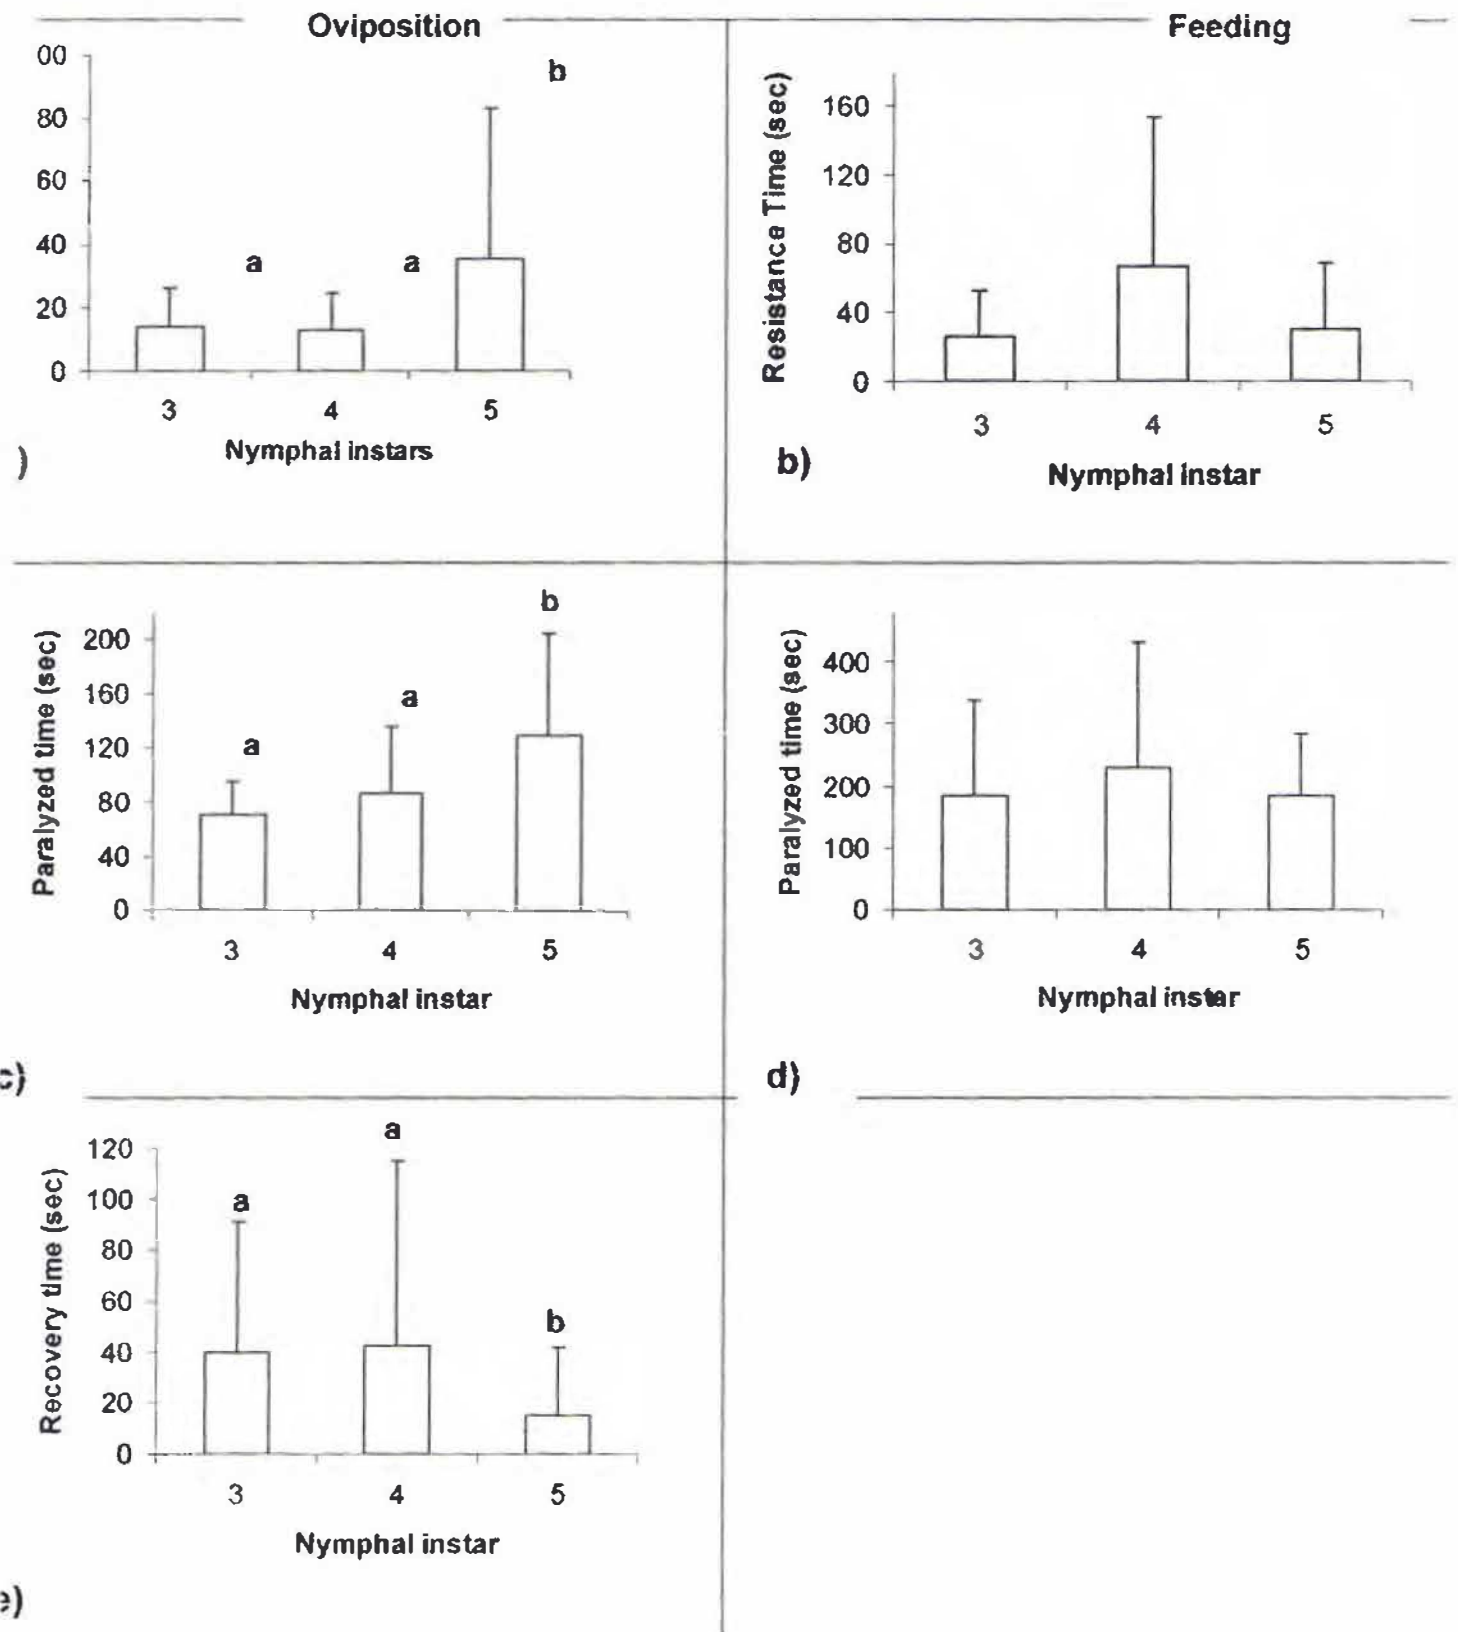 Oviposition
Feeding
00
80
60
40
20
0
a
a
b
3 4 5
Nymphal instars
)
Resistance Time (sec)
160
120
80
40
0
3 4 5
Nymphal Instar
b)
Paralyzed time (sec)
200
160
120
80
40
0
a
a
b
3 4 5
Nymphal instar
c)
Paralyzed time (sec)
400
300
200
100
0
3 4 5
Nymphal instar
d)
Recovery time (sec)
120
100
80
60
40
20
0
a
a
b
3 4 5
Nymphal instar
e)